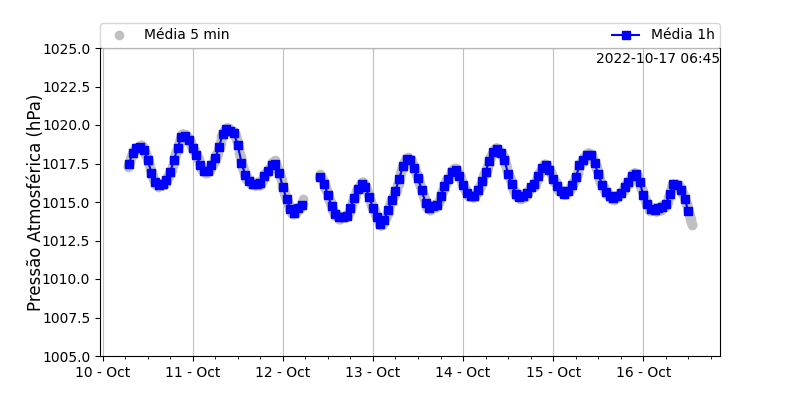 Média 5 min
Média 1h
2022-10-17 06:45
Pressão Atmosférica (hPa)
1025.0
1022.5
1020.0
1017.5
1015.0
1012.5
1010.0
1007.5
1005.0
10 - Oct
11 - Oct
12 - Oct
13 - Oct
14 - Oct
15 - Oct
16 - Oct